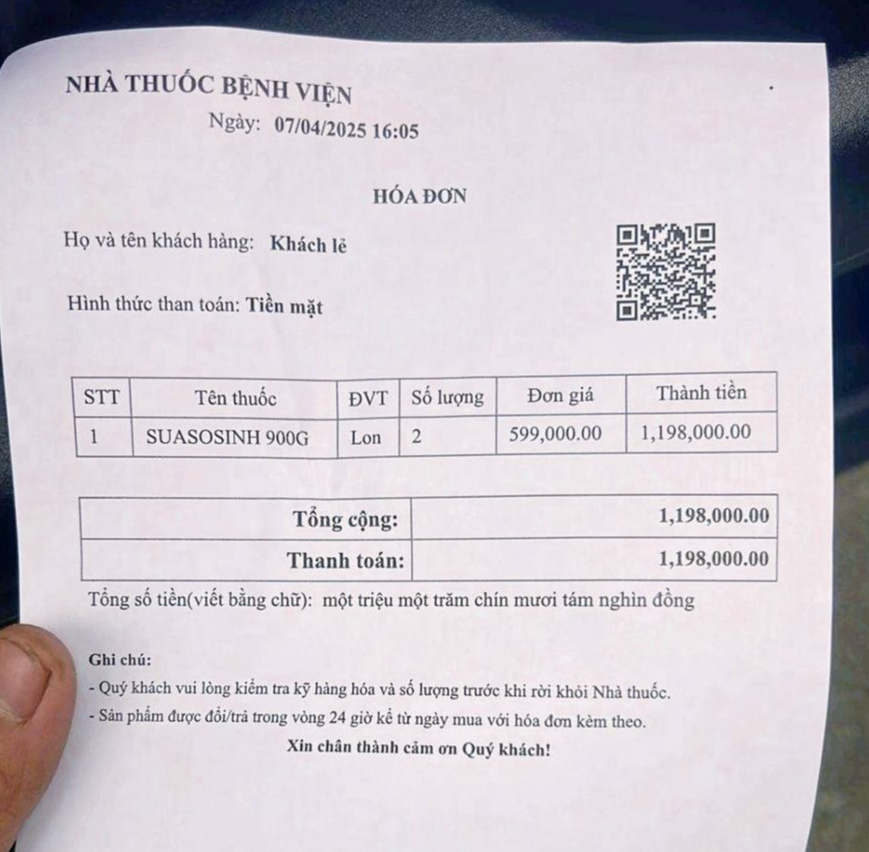 NHÀ THUỐC BỆNH VIỆN
Ngày: 07/04/2025 16:05
HÓA ĐƠN
Họ và tên khách hàng: Khách lẻ
Hình thức than toán: Tiền mặt
STT Tên thuốc ĐVT Số lượng Đơn giá Thành tiền
1 SUASOSINH 900G Lon 2 599,000.00 1,198,000.00
Tổng cộng: 1,198,000.00
Thanh toán: 1,198,000.00
Tổng số tiền(viết bằng chữ): một triệu một trăm chín mươi tám nghìn đồng
Ghi chú:
- Quý khách vui lòng kiểm tra kỹ hàng hóa và số lượng trước khi rời khỏi Nhà thuốc.
- Sản phẩm được đổi/trả trong vòng 24 giờ kể từ ngày mua với hóa đơn kèm theo.
Xin chân thành cảm ơn Quý khách!